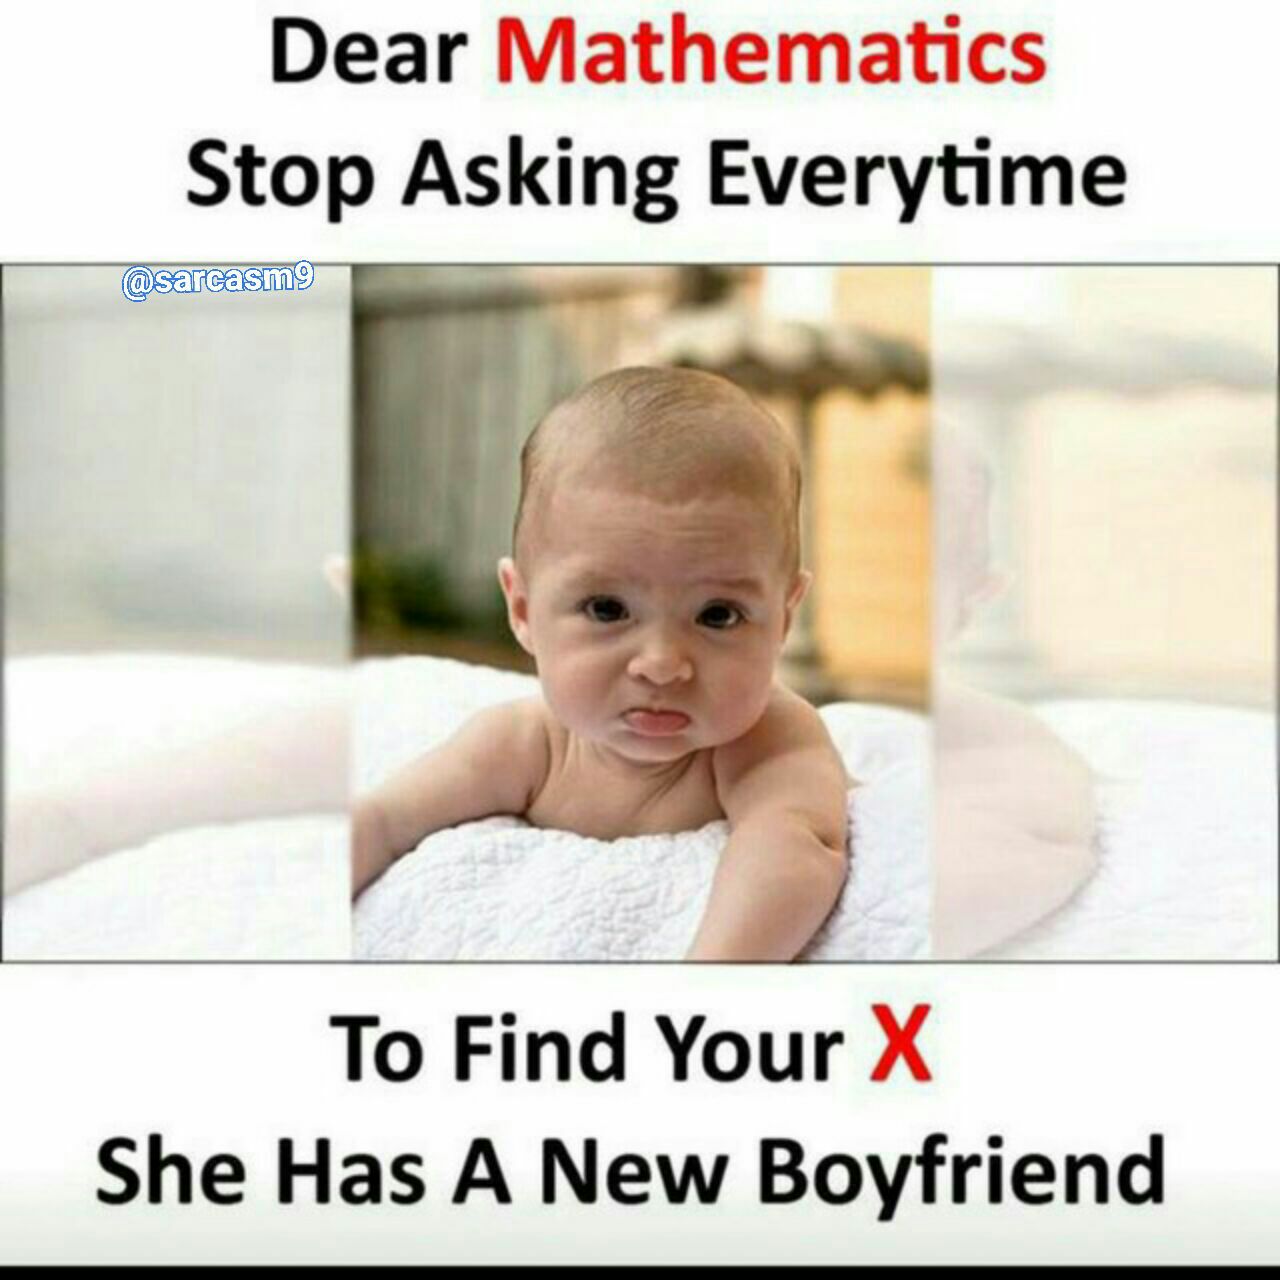 Dear Mathematics
Stop Asking Everytime
@sarcasm9
To Find Your X
She Has A New Boyfriend